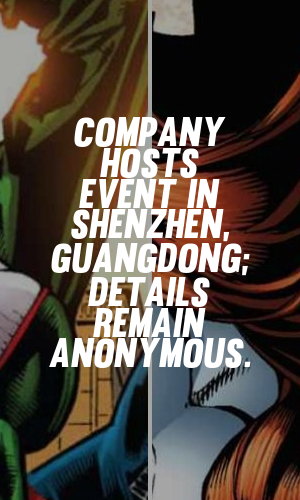 COMPANY
HOSTS
EVENT IN
SHENZHEN,
GUANGDONG;
DETAILS
REMAIN
ANONYMOUS.